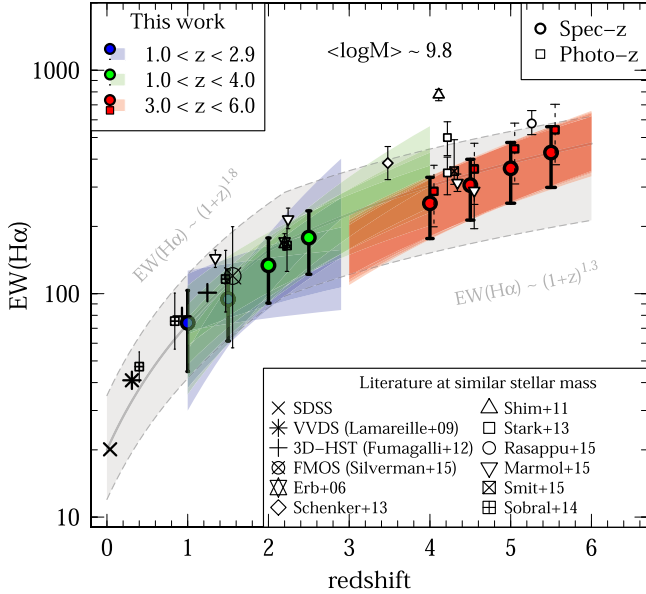 This work
1.0 < z < 2.9
1.0 < z < 4.0
3.0 < z < 6.0
<logM> ~ 9.8
Spec−z
Photo−z
1000
100
10
EW(Hα)
EW(Hα) ~ (1+z)^1.8
EW(Hα) ~ (1+z)^1.3
Literature at similar stellar mass
SDSS
VVDS (Lamareille+09)
3D−HST (Fumagalli+12)
FMOS (Silverman+15)
Erb+06
Schenker+13
Shim+11
Stark+13
Rasappu+15
Marmol+15
Smit+15
Sobral+14
0 1 2 3 4 5 6
redshift